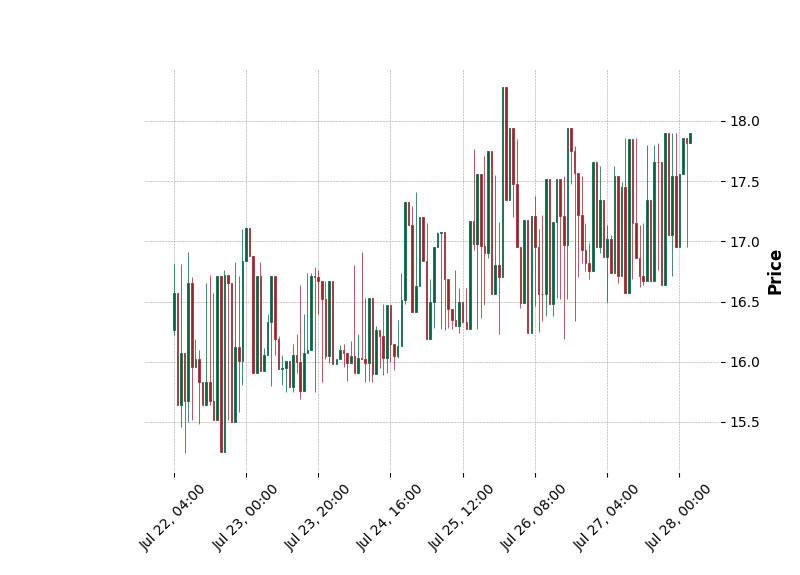 18.0
17.5
17.0
16.5
16.0
15.5
Price
Jul 22, 04:00
Jul 23, 00:00
Jul 23, 20:00
Jul 24, 16:00
Jul 25, 12:00
Jul 26, 08:00
Jul 27, 04:00
Jul 28, 00:00